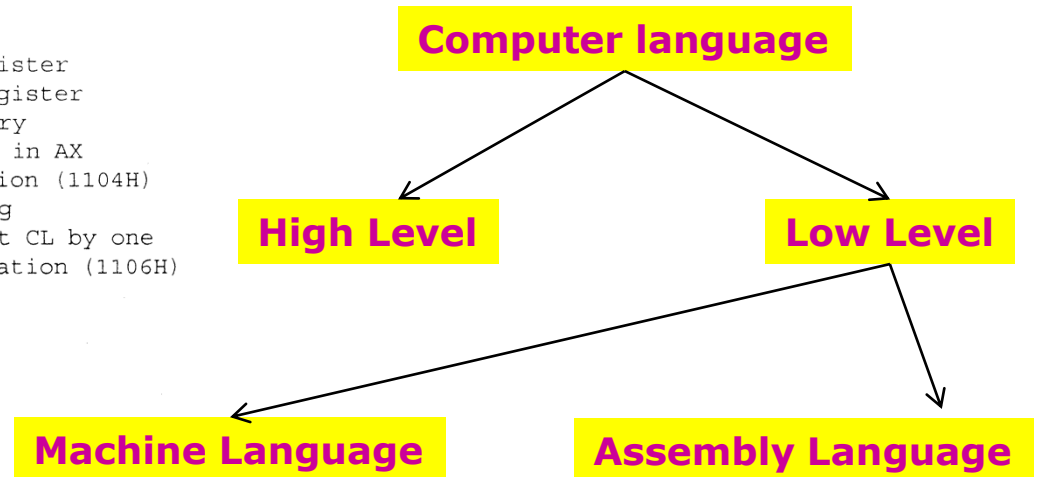 Computer language
ister
gister
ry
in AX
ion (1104H)
g
t CL by one
ation (1106H)
High Level
Low Level
Machine Language
Assembly Language